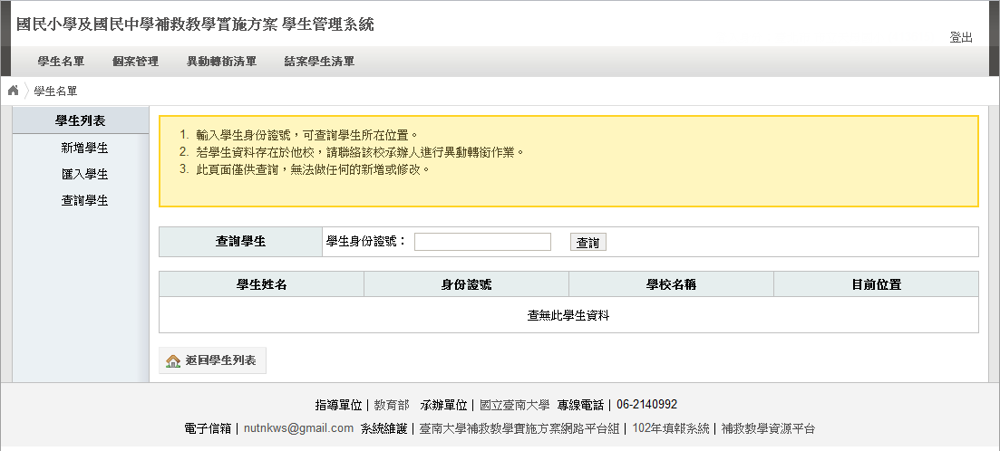 國民小學及國民中學補救教學實施方案 學生管理系統
登出
學生名單 個案管理 異動轉銜清單 結案學生清單
學生名單
學生列表
新增學生
匯入學生
查詢學生
1. 輸入學生身份證號，可查詢學生所在位置。
2. 若學生資料存在於他校，請聯絡該校承辦人進行異動轉銜作業。
3. 此頁面僅供查詢，無法做任何的新增或修改。
查詢學生 學生身份證號： 查詢
學生姓名 身份證號 學校名稱 目前位置
查無此學生資料
返回學生列表
指導單位 | 教育部 承辦單位 | 國立臺南大學 專線電話 | 06-2140992
電子信箱 | nutnkws@gmail.com 系統維護 | 臺南大學補救教學實施方案網路平台組 | 102年填報系統 | 補救教學資源平台